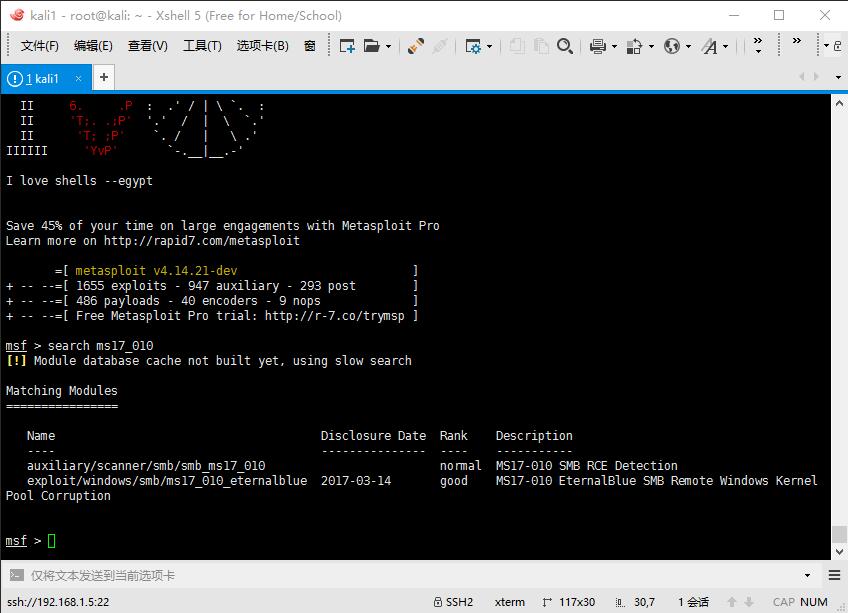 kali1 - root@kali: ~ - Xshell 5 (Free for Home/School)
文件(F) 编辑(E) 查看(V) 工具(T) 选项卡(B) 窗
1 kali1
II     6.     .P  :  .' / | \ `.  :
II     'T;. .;P'  '.'  /  |  \  `.'
II      'T; ;P'    `. /   |   \ .'
IIIIII     'YvP'       `-.__|__.-'
I love shells --egypt
Save 45% of your time on large engagements with Metasploit Pro
Learn more on http://rapid7.com/metasploit
=[ metasploit v4.14.21-dev                         ]
+ -- --=[ 1655 exploits - 947 auxiliary - 293 post        ]
+ -- --=[ 486 payloads - 40 encoders - 9 nops             ]
+ -- --=[ Free Metasploit Pro trial: http://r-7.co/trymsp ]
msf > search ms17_010
[!] Module database cache not built yet, using slow search
Matching Modules
================
Name                                      Disclosure Date  Rank    Description
----                                      ---------------  ----    -----------
auxiliary/scanner/smb/smb_ms17_010                         normal  MS17-010 SMB RCE Detection
exploit/windows/smb/ms17_010_eternalblue  2017-03-14       good    MS17-010 EternalBlue SMB Remote Windows Kernel
Pool Corruption
msf >
仅将文本发送到当前选项卡
ssh://192.168.1.5:22 SSH2 xterm 117x30 30,7 1 会话 CAP NUM